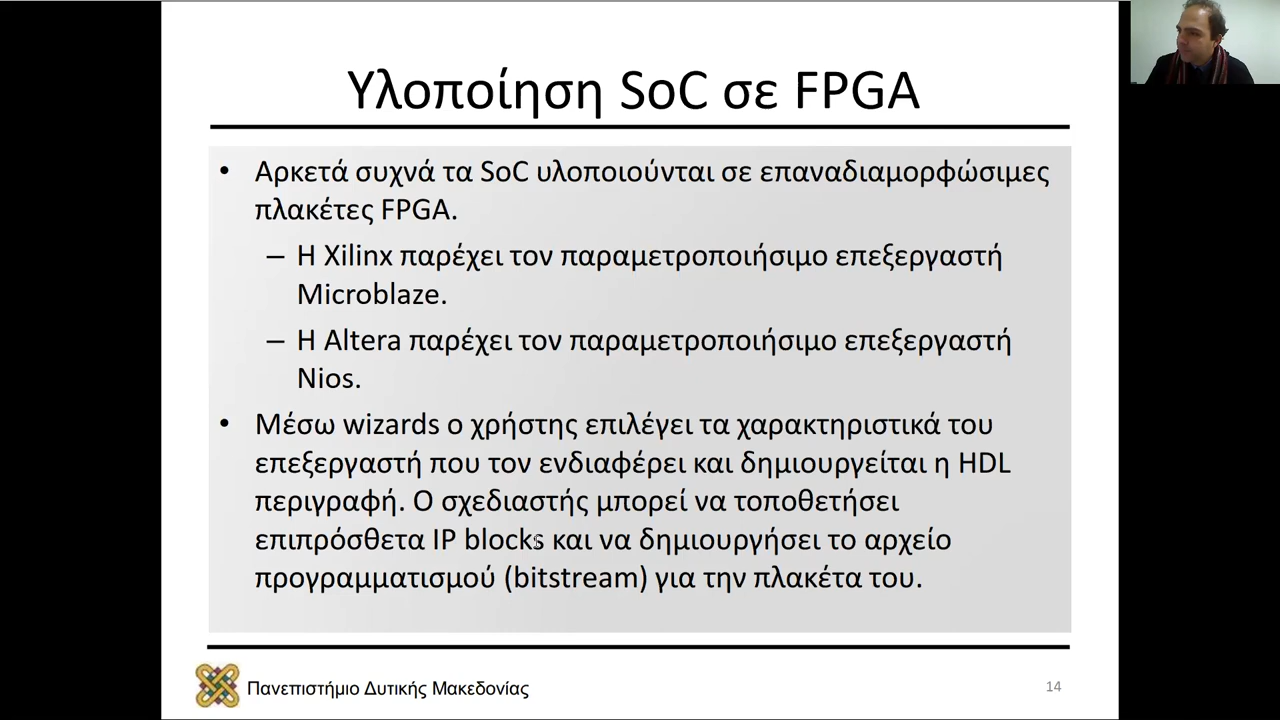 Υλοποίηση SoC σε FPGA
• Αρκετά συχνά τα SoC υλοποιούνται σε επαναδιαμορφώσιμες
πλακέτες FPGA.
– Η Xilinx παρέχει τον παραμετροποιήσιμο επεξεργαστή
Microblaze.
– Η Altera παρέχει τον παραμετροποιήσιμο επεξεργαστή
Nios.
• Μέσω wizards ο χρήστης επιλέγει τα χαρακτηριστικά του
επεξεργαστή που τον ενδιαφέρει και δημιουργείται η HDL
περιγραφή. Ο σχεδιαστής μπορεί να τοποθετήσει
επιπρόσθετα IP blocks και να δημιουργήσει το αρχείο
προγραμματισμού (bitstream) για την πλακέτα του.
Πανεπιστήμιο Δυτικής Μακεδονίας
14